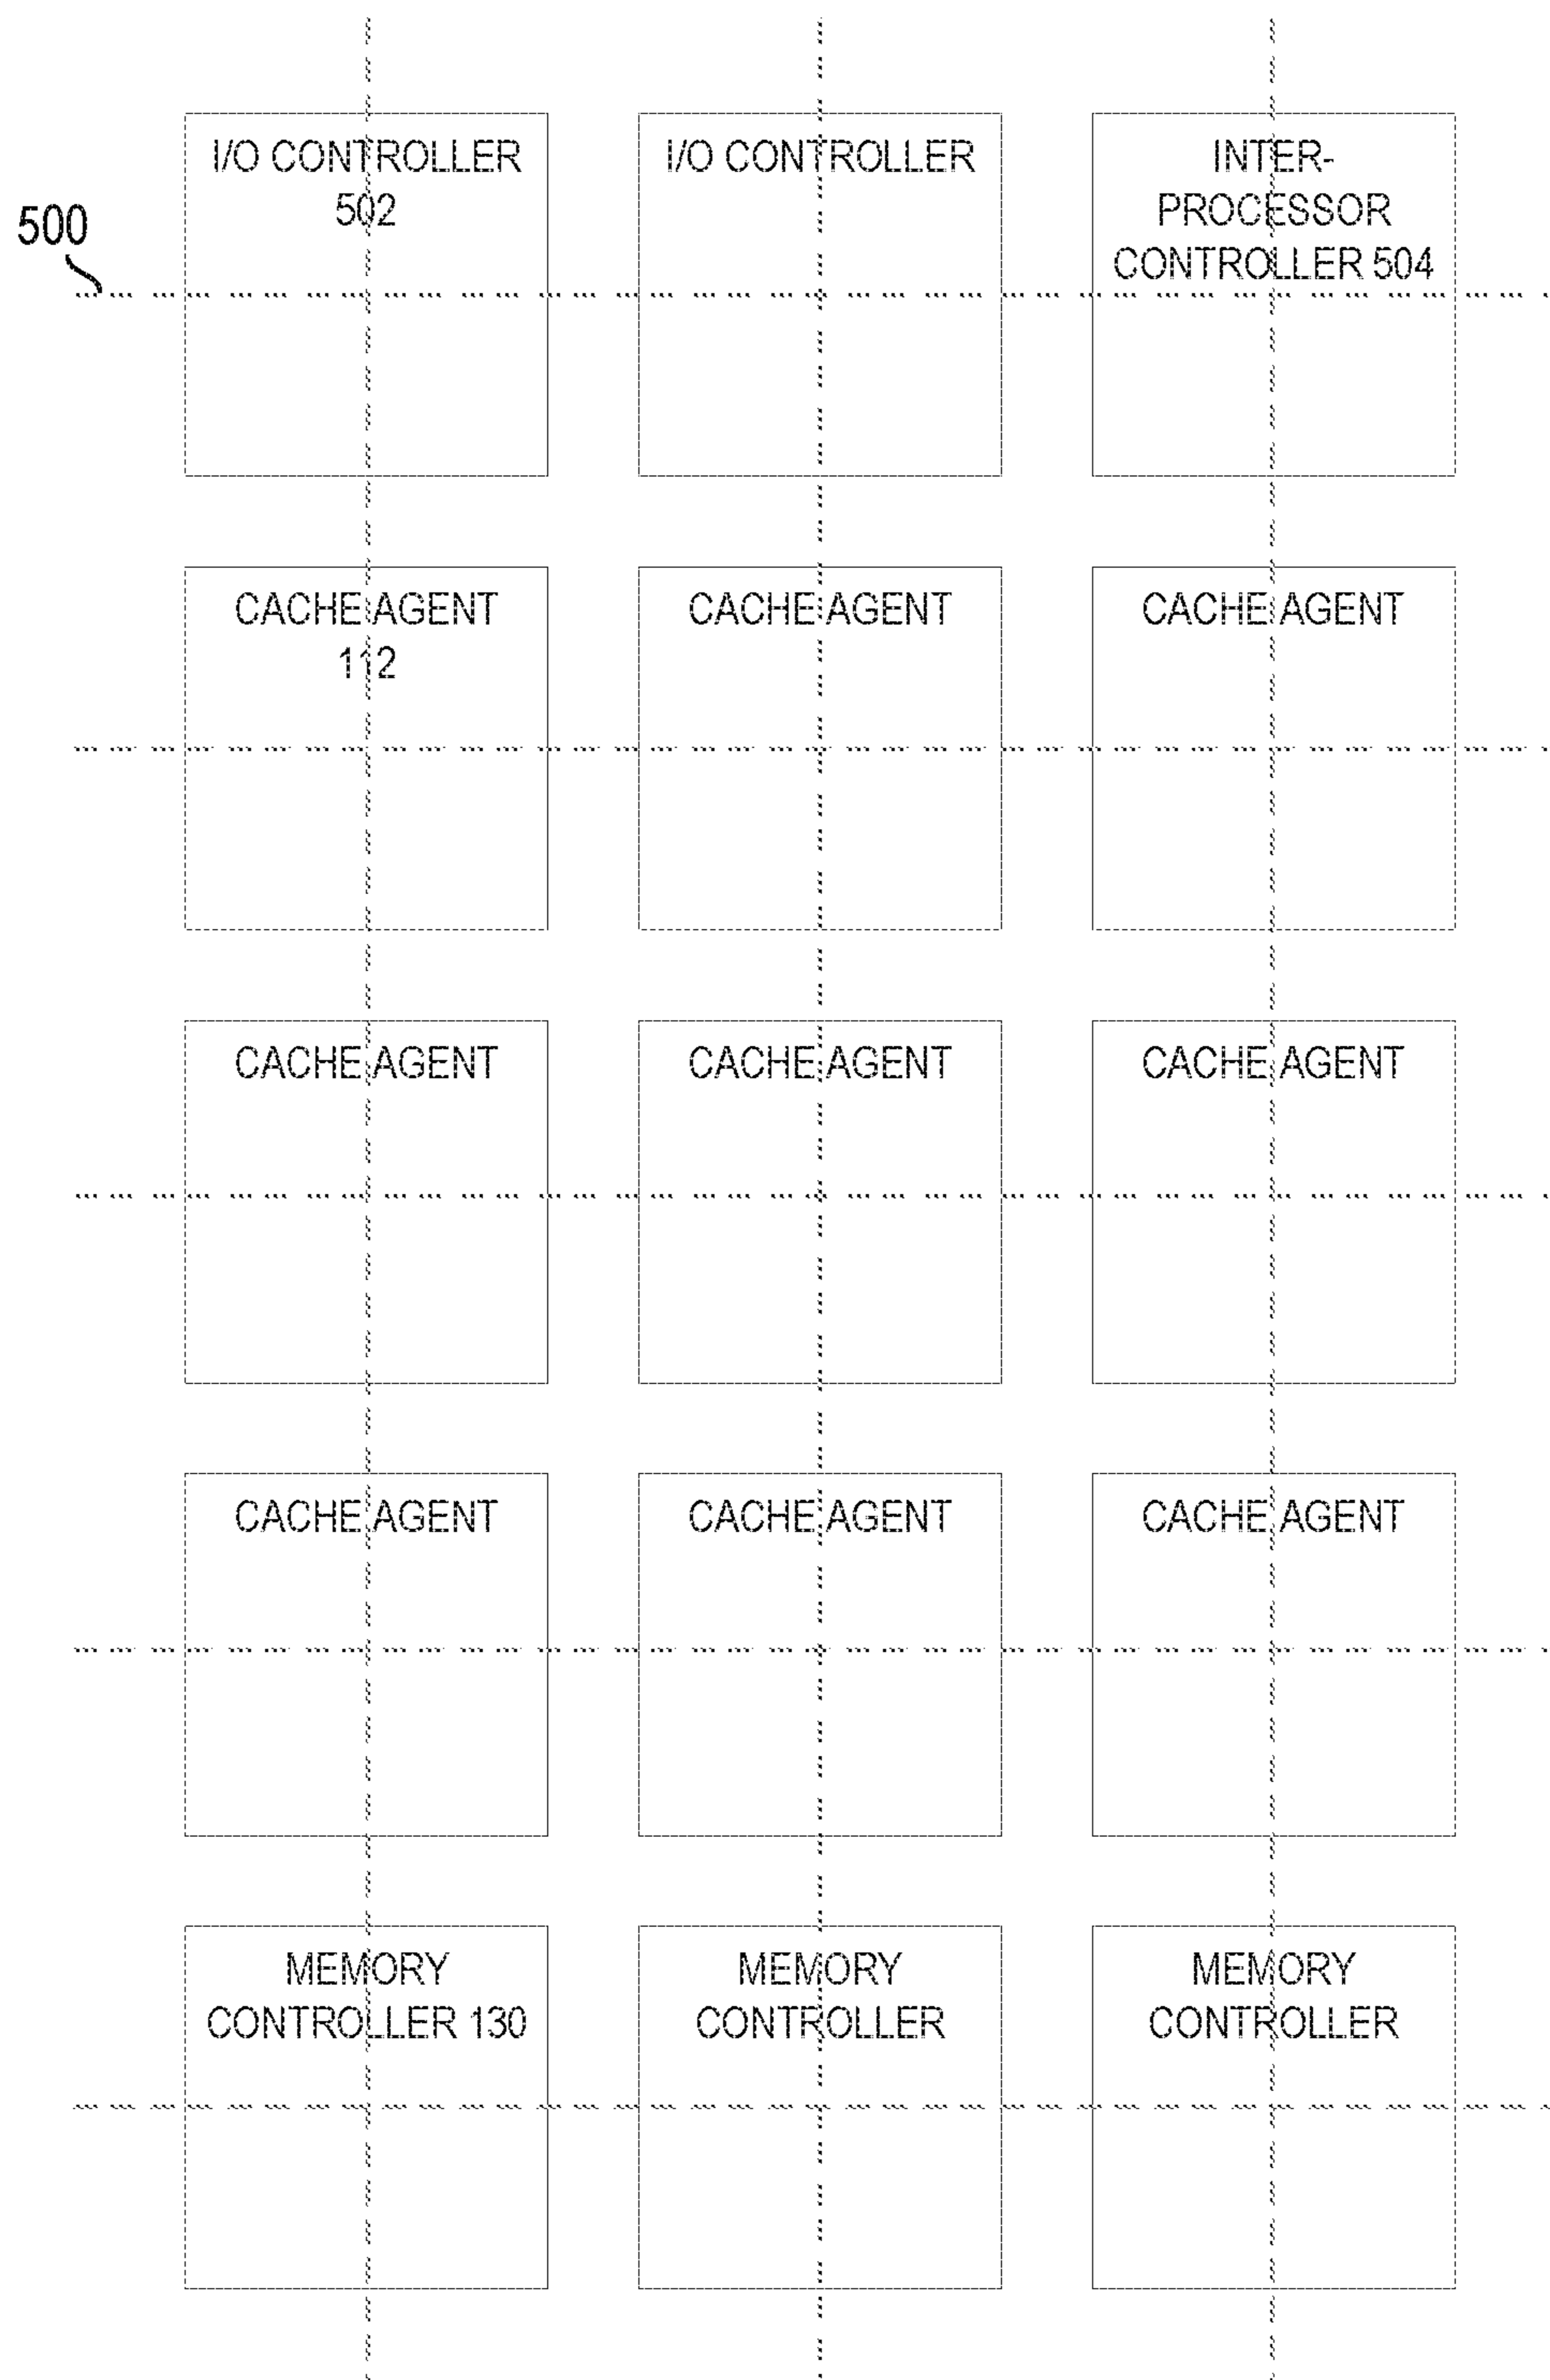 I/O CONTROLLER
502
I/O CONTROLLER
INTER-
PROCESSOR
CONTROLLER 504
500
CACHE AGENT
112
CACHE AGENT
CACHE AGENT
CACHE AGENT
CACHE AGENT
CACHE AGENT
CACHE AGENT
CACHE AGENT
CACHE AGENT
MEMORY
CONTROLLER 130
MEMORY
CONTROLLER
MEMORY
CONTROLLER